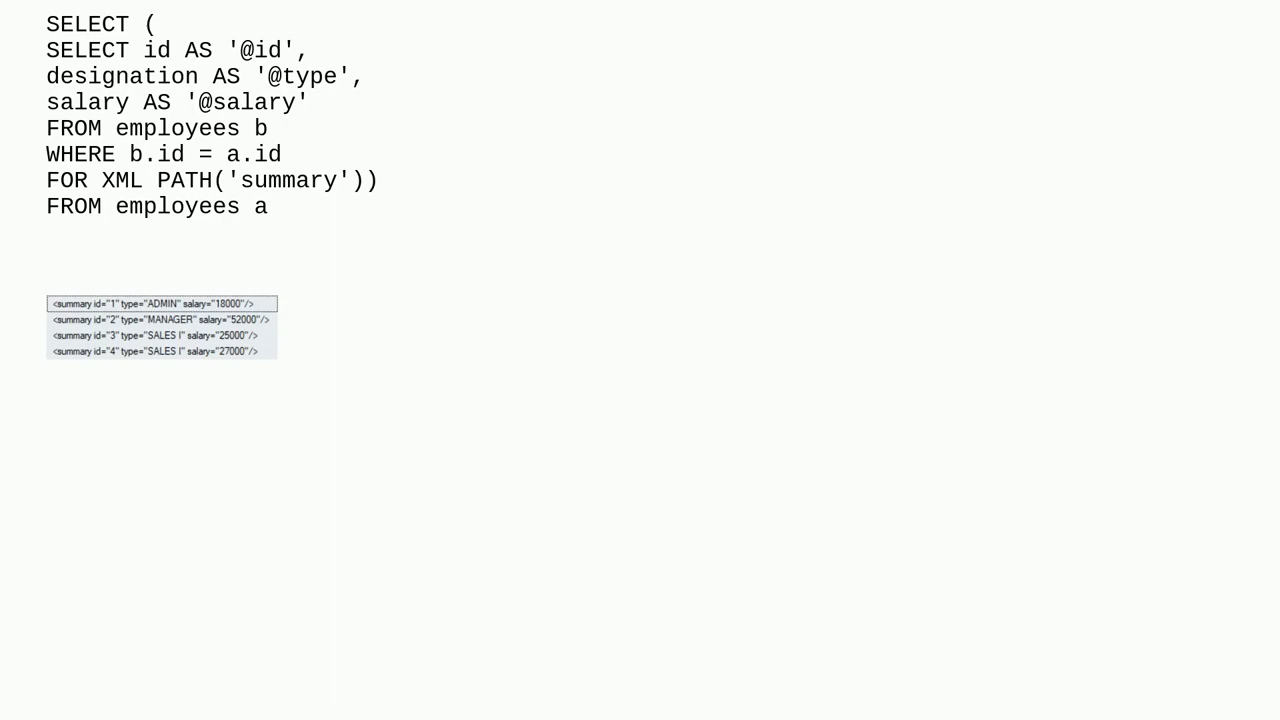 SELECT (
SELECT id AS '@id',
designation AS '@type',
salary AS '@salary'
FROM employees b
WHERE b.id = a.id
FOR XML PATH('summary'))
FROM employees a
<summary id="1" type="ADMIN" salary="18000"/>
<summary id="2" type="MANAGER" salary="52000"/>
<summary id="3" type="SALES I" salary="25000"/>
<summary id="4" type="SALES I" salary="27000"/>